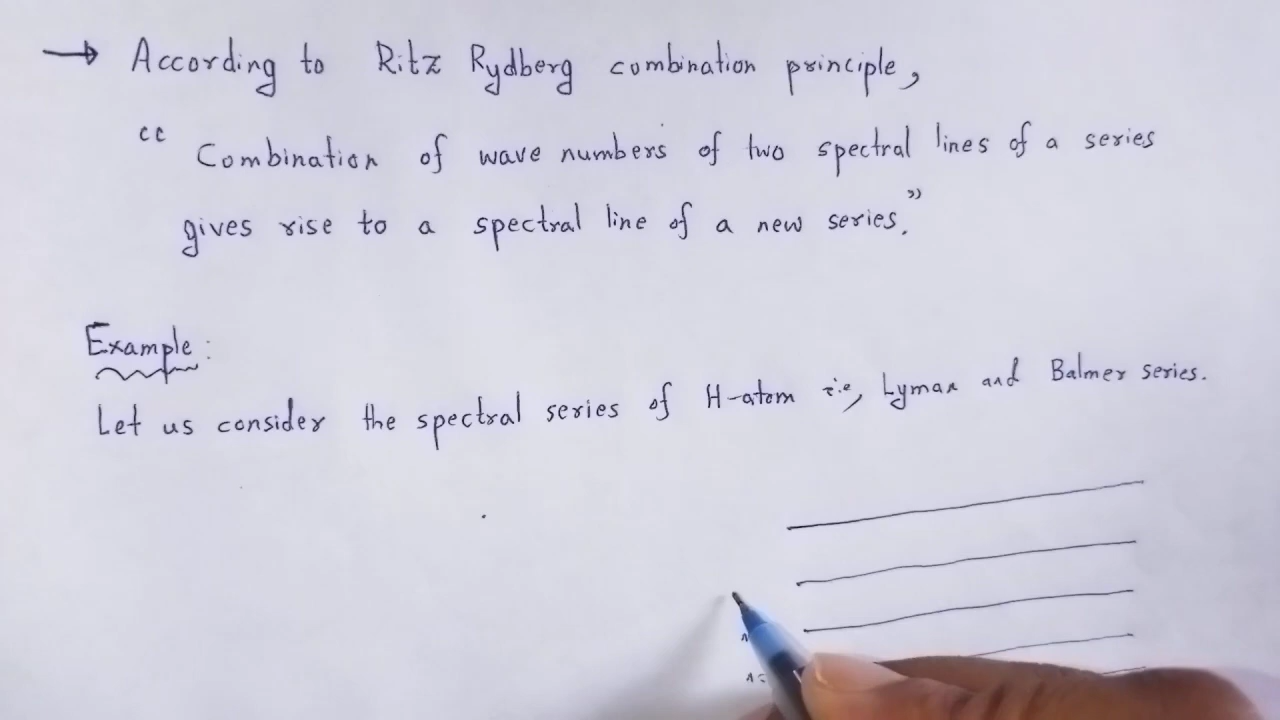 → According to Ritz Rydberg combination principle,
“ Combination of wave numbers of two spectral lines of a series
gives rise to a spectral line of a new series.”
Example:
Let us consider the spectral series of H-atom i.e, Lyman and Balmer series.